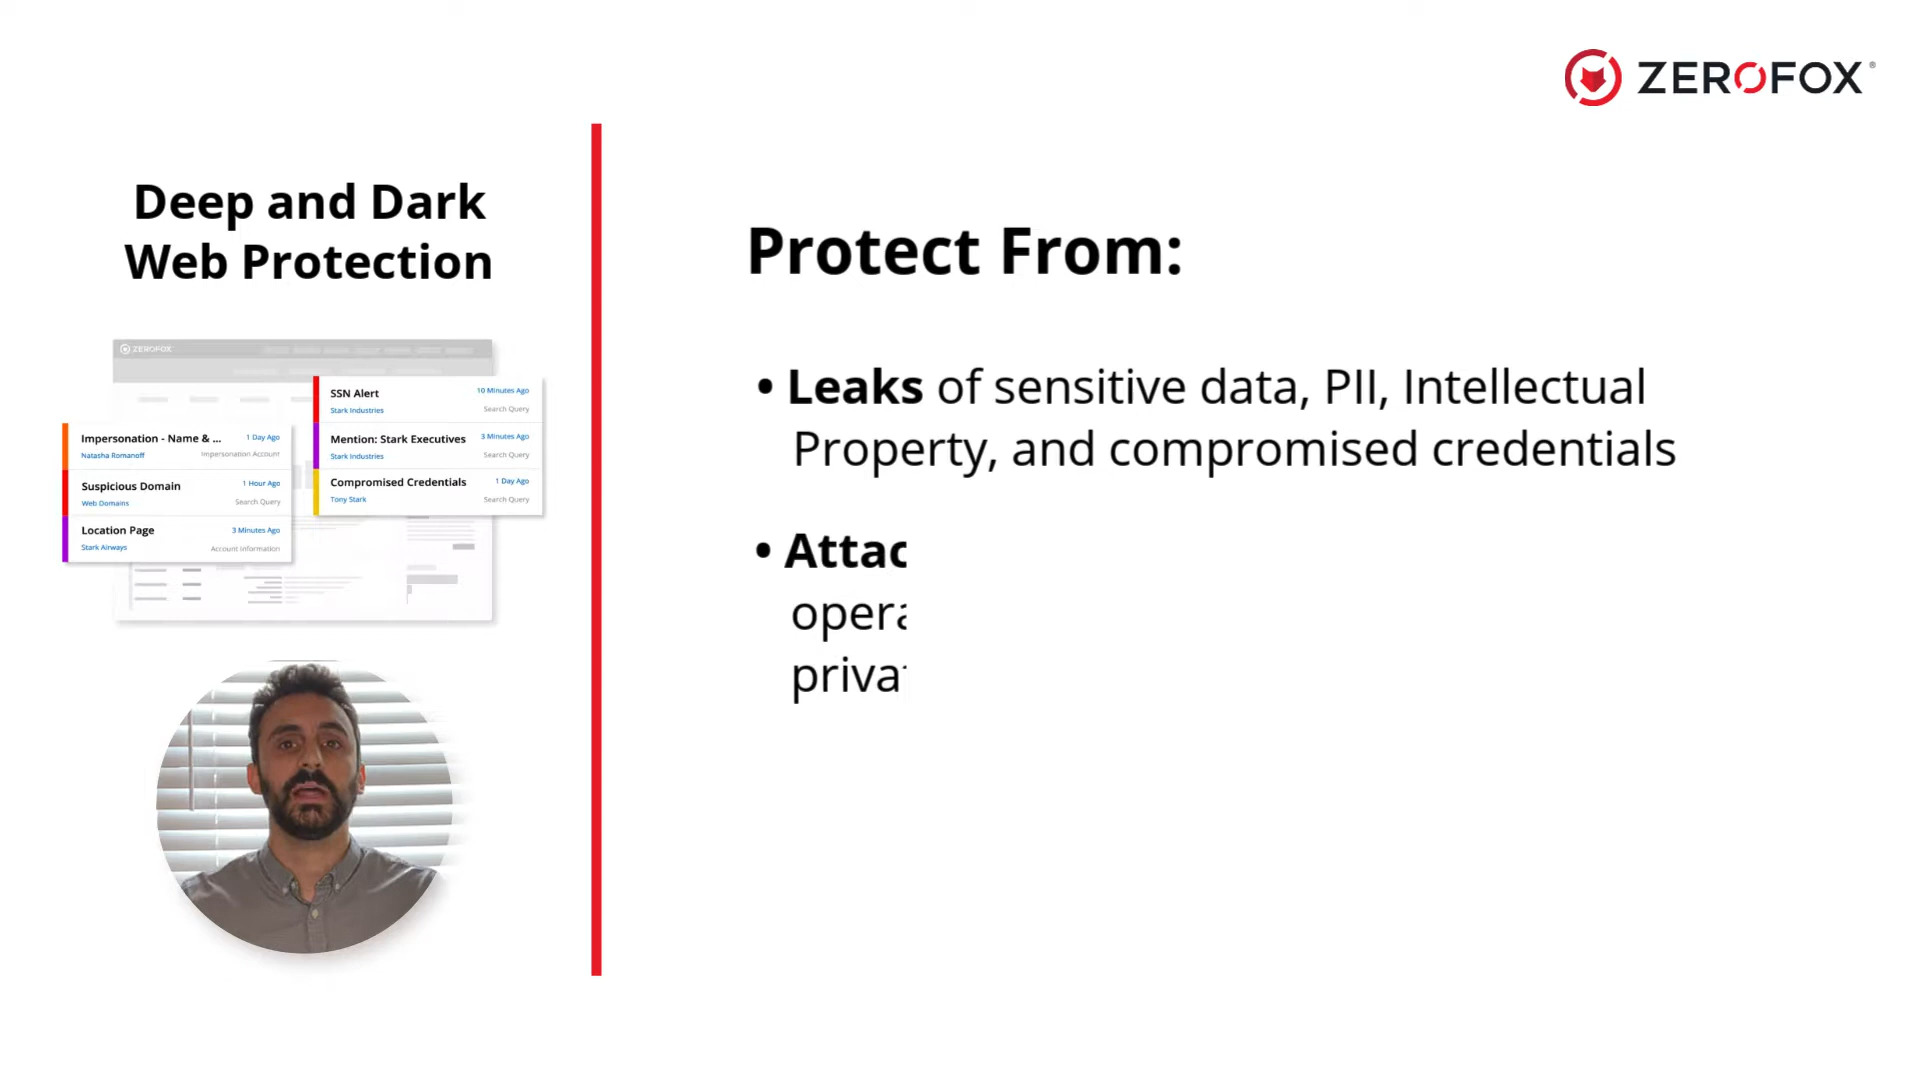 ZEROFOX®
Deep and Dark
Web Protection
ZEROFOX
SSN Alert 10 Minutes Ago
Stark Industries Search Query
Mention: Stark Executives 3 Minutes Ago
Stark Industries Search Query
Compromised Credentials 1 Day Ago
Tony Stark Search Query
Impersonation - Name & ... 1 Day Ago
Natasha Romanoff Impersonation Account
Suspicious Domain 1 Hour Ago
Web Domains Search Query
Location Page 3 Minutes Ago
Stark Airways Account Information
Protect From:
• Leaks of sensitive data, PII, Intellectual
Property, and compromised credentials
• Attac
opera
privat